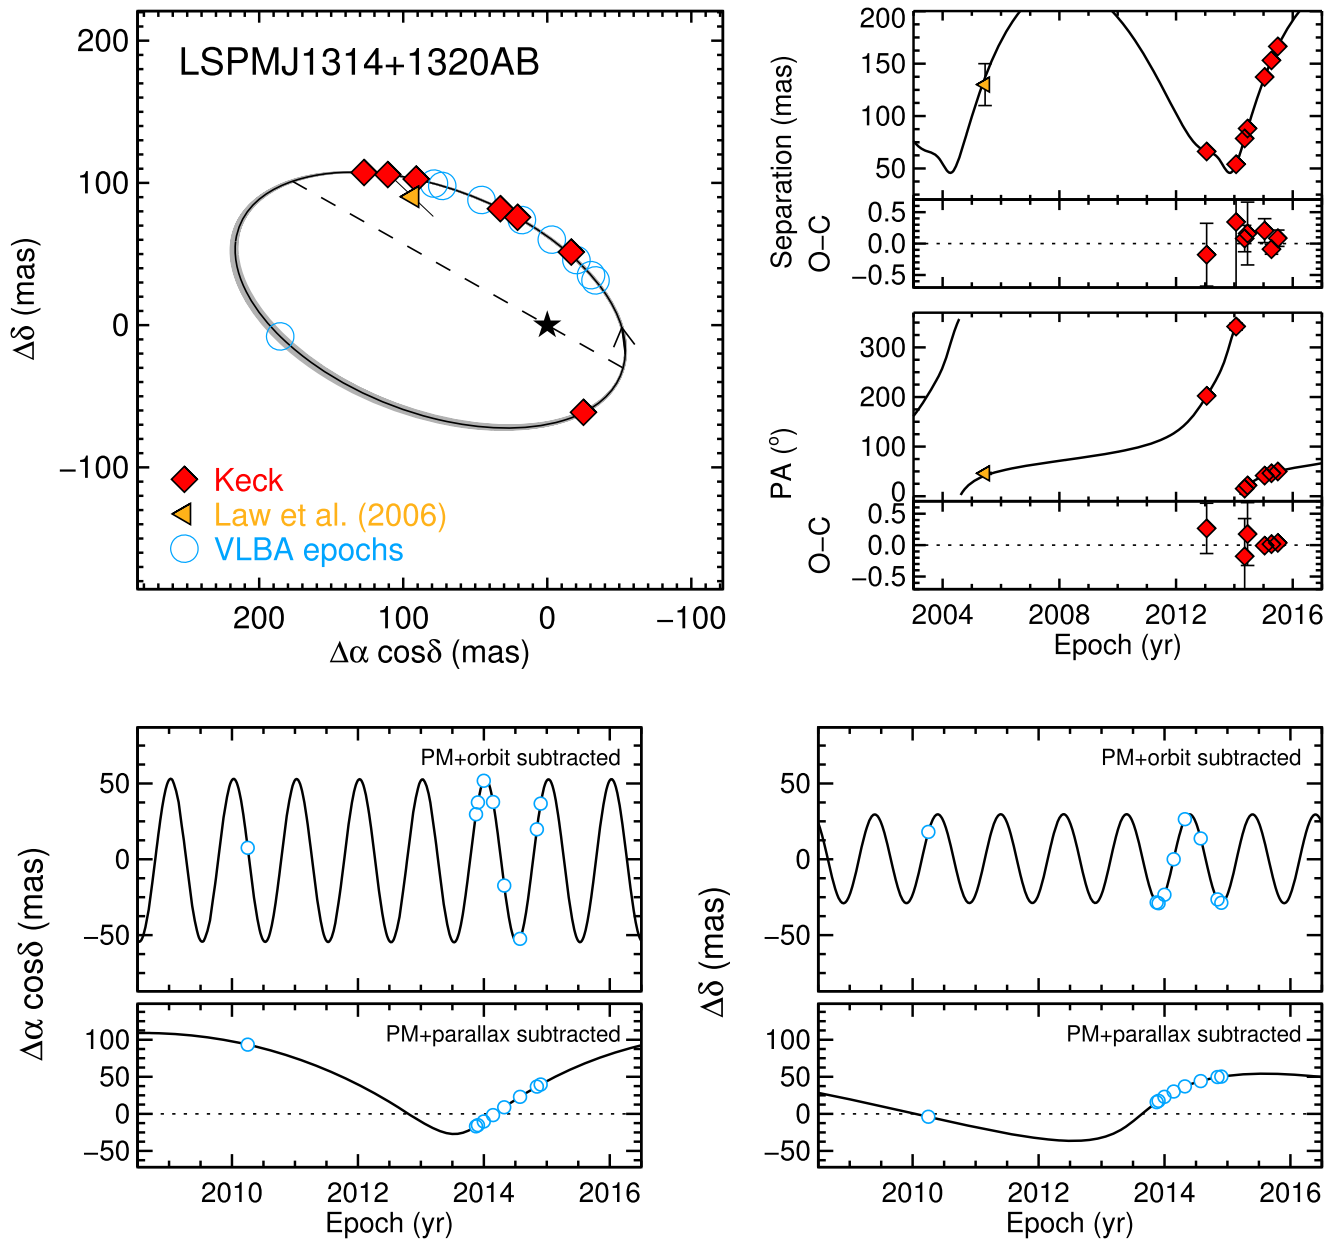 LSPMJ1314+1320AB
200
100
0
−100
Δδ (mas)
Keck
Law et al. (2006)
VLBA epochs
200 100 0 −100
Δα cosδ (mas)
200
150
100
50
Separation (mas)
0.5
0.0
−0.5
O−C
300
200
100
0
PA (°)
0.5
0.0
−0.5
O−C
2004 2008 2012 2016
Epoch (yr)
PM+orbit subtracted
50
0
−50
Δα cosδ (mas)
PM+parallax subtracted
100
50
0
−50
2010 2012 2014 2016
Epoch (yr)
PM+orbit subtracted
50
0
−50
Δδ (mas)
PM+parallax subtracted
100
50
0
−50
2010 2012 2014 2016
Epoch (yr)